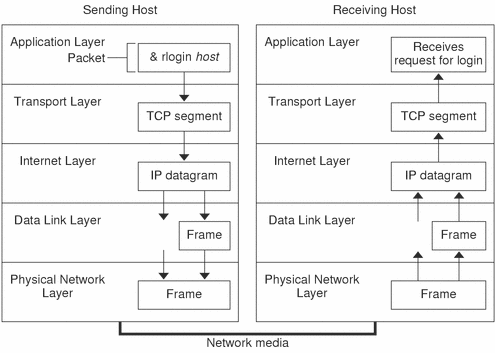 Sending Host
Application Layer
Packet
& rlogin host
Transport Layer
TCP segment
Internet Layer
IP datagram
Data Link Layer
Frame
Physical Network
Layer
Frame
Receiving Host
Application Layer
Receives
request for login
Transport Layer
TCP segment
Internet Layer
IP datagram
Data Link Layer
Frame
Physical Network
Layer
Frame
Network media